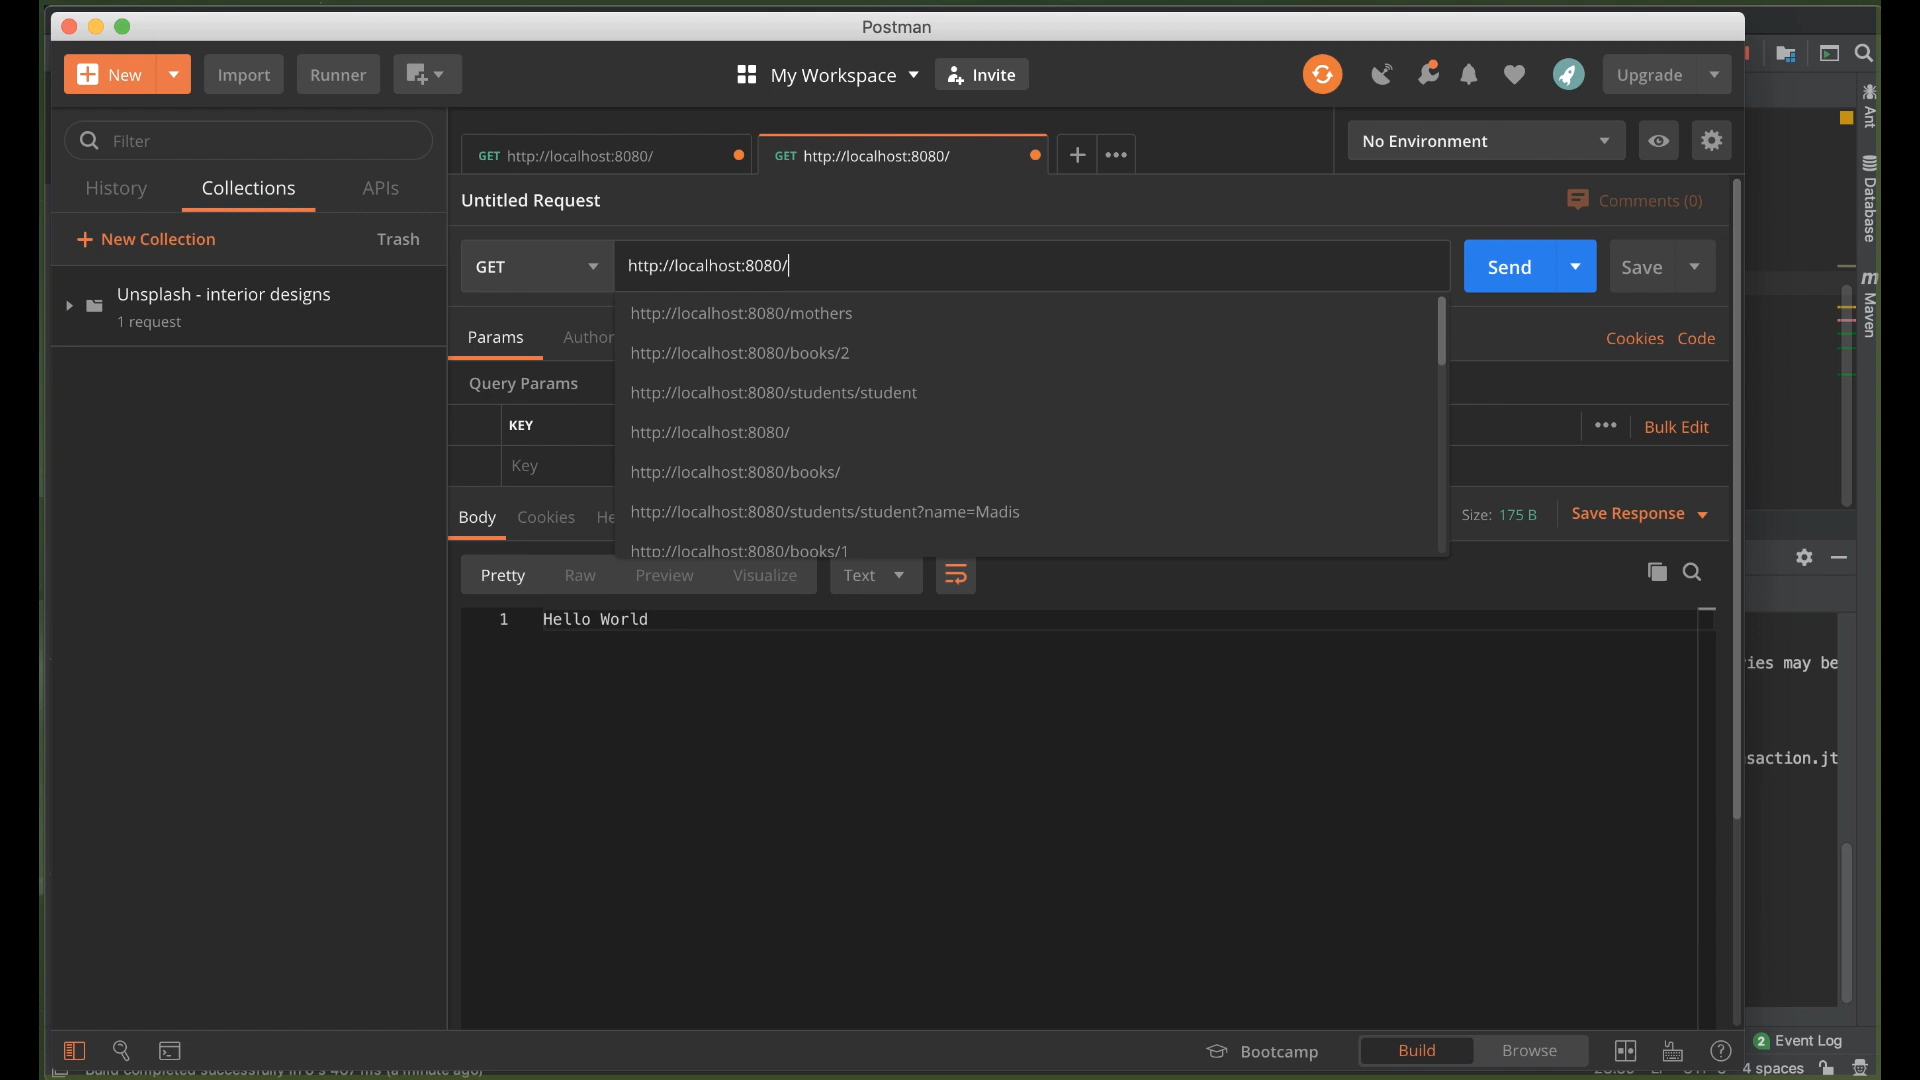 Postman
New
Import
Runner
My Workspace
Invite
Upgrade
Filter
GET http://localhost:8080/
GET http://localhost:8080/
No Environment
History
Collections
APIs
Untitled Request
Comments (0)
New Collection
Trash
GET
http://localhost:8080/
Send
Save
Unsplash - interior designs
1 request
http://localhost:8080/mothers
Params
Author
Cookies
Code
http://localhost:8080/books/2
Query Params
http://localhost:8080/students/student
KEY
Bulk Edit
http://localhost:8080/
Key
http://localhost:8080/books/
Body
Cookies
He
http://localhost:8080/students/student?name=Madis
Size: 175 B
Save Response
http://localhost:8080/books/1
Pretty
Raw
Preview
Visualize
Text
1 Hello World
Ant
Database
Maven
ies may be
saction.jt
Bootcamp
Build
Browse
2 Event Log
4 spaces